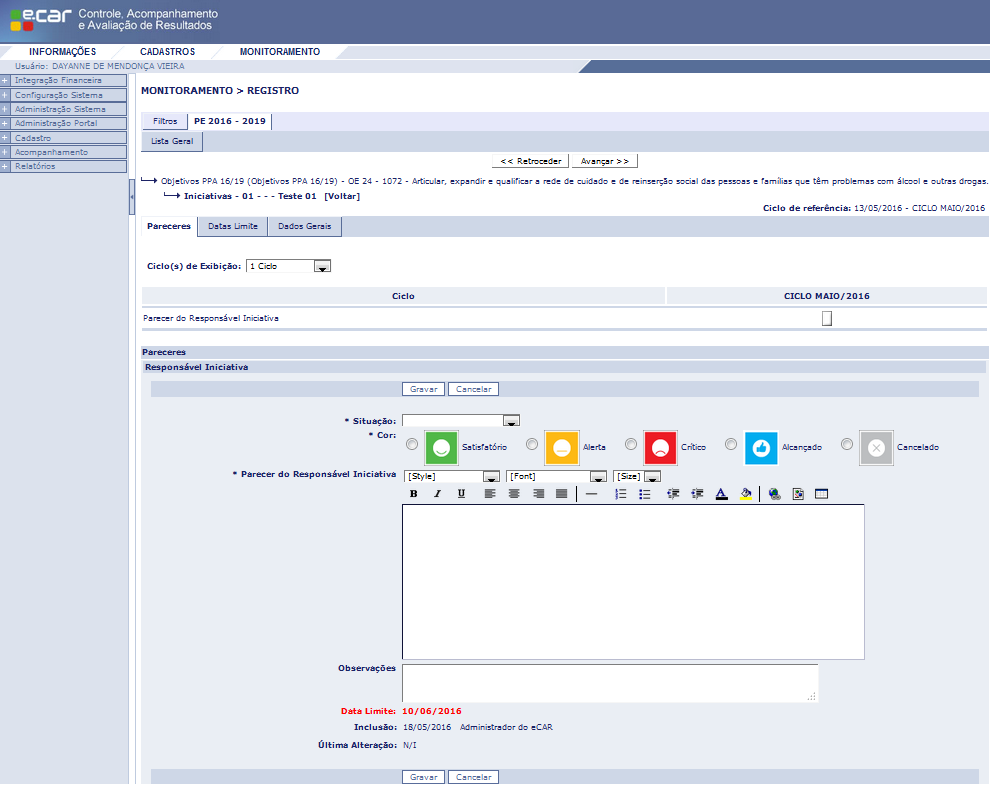 e.car Controle, Acompanhamento
e Avaliação de Resultados
INFORMAÇÕES CADASTROS MONITORAMENTO
Usuário: DAYANNE DE MENDONÇA VIEIRA
+ Integração Financeira
+ Configuração Sistema
+ Administração Sistema
+ Administração Portal
+ Cadastro
+ Acompanhamento
+ Relatórios
MONITORAMENTO > REGISTRO
Filtros PE 2016 - 2019
Lista Geral
<< Retroceder Avançar >>
Objetivos PPA 16/19 (Objetivos PPA 16/19) - OE 24 - 1072 - Articular, expandir e qualificar a rede de cuidado e de reinserção social das pessoas e famílias que têm problemas com álcool e outras drogas.
Iniciativas - 01 - - - Teste 01 [Voltar]
Ciclo de referência: 13/05/2016 - CICLO MAIO/2016
Pareceres Datas Limite Dados Gerais
Ciclo(s) de Exibição: 1 Ciclo
Ciclo CICLO MAIO/2016
Parecer do Responsável Iniciativa
Pareceres
Responsável Iniciativa
Gravar Cancelar
* Situação:
* Cor: Satisfatório Alerta Crítico Alcançado Cancelado
* Parecer do Responsável Iniciativa [Style] [Font] [Size]
B I U
Observações
Data Limite: 10/06/2016
Inclusão: 18/05/2016 Administrador do eCAR
Última Alteração: N/I
Gravar Cancelar